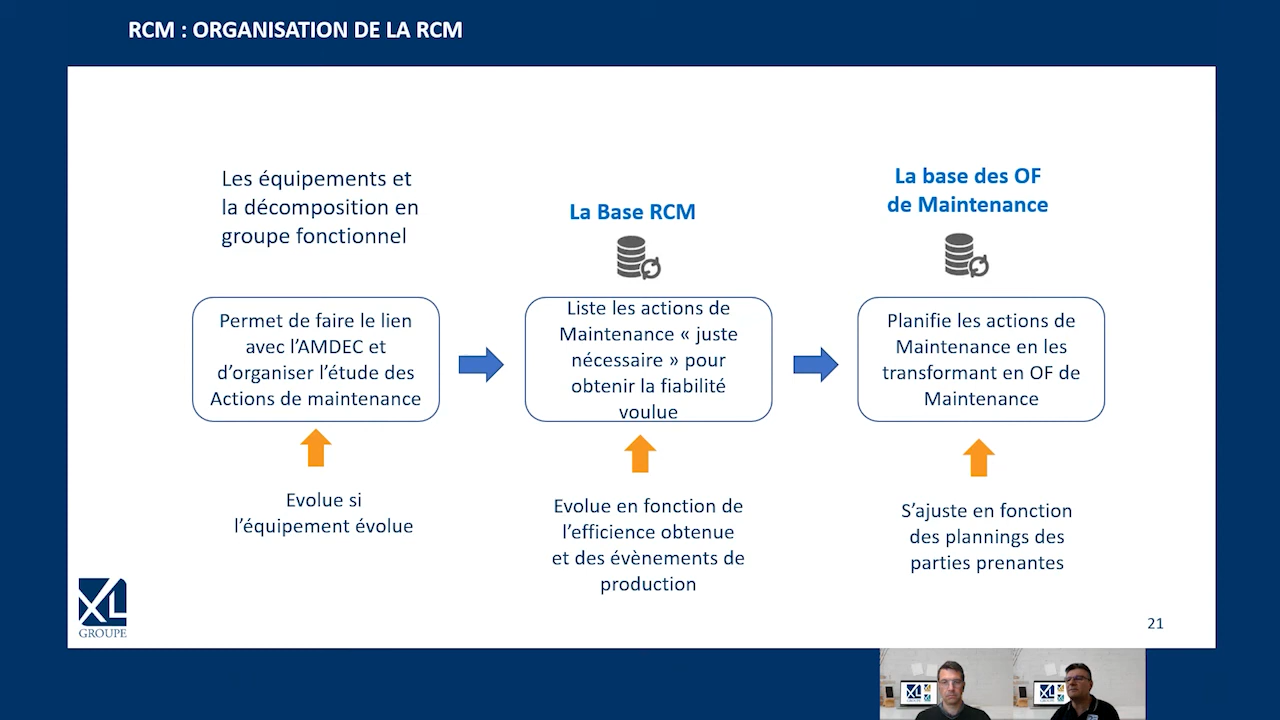 RCM : ORGANISATION DE LA RCM
Les équipements et
la décomposition en
groupe fonctionnel
La Base RCM
La base des OF
de Maintenance
Permet de faire le lien
avec l’AMDEC et
d’organiser l’étude des
Actions de maintenance
Liste les actions de
Maintenance « juste
nécessaire » pour
obtenir la fiabilité
voulue
Planifie les actions de
Maintenance en les
transformant en OF de
Maintenance
Evolue si
l’équipement évolue
Evolue en fonction de
l’efficience obtenue
et des évènements de
production
S’ajuste en fonction
des plannings des
parties prenantes
XL
GROUPE
21
XL
XL